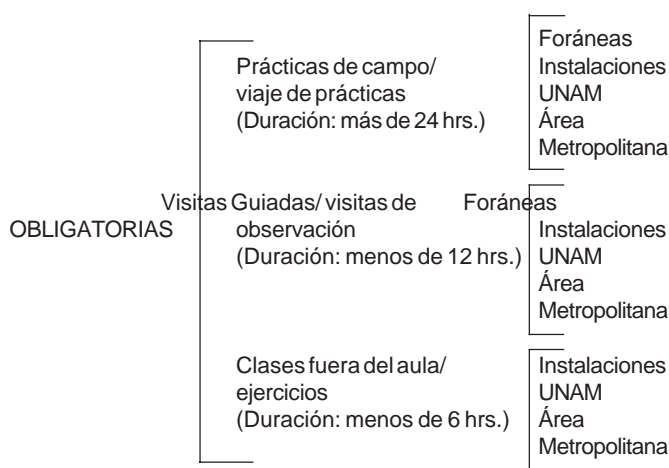 OBLIGATORIAS
Prácticas de campo/
viaje de prácticas
(Duración: más de 24 hrs.)
Foráneas
Instalaciones
UNAM
Área
Metropolitana
Visitas Guiadas/ visitas de Foráneas
observación
(Duración: menos de 12 hrs.)
Instalaciones
UNAM
Área
Metropolitana
Clases fuera del aula/
ejercicios
(Duración: menos de 6 hrs.)
Instalaciones
UNAM
Área
Metropolitana